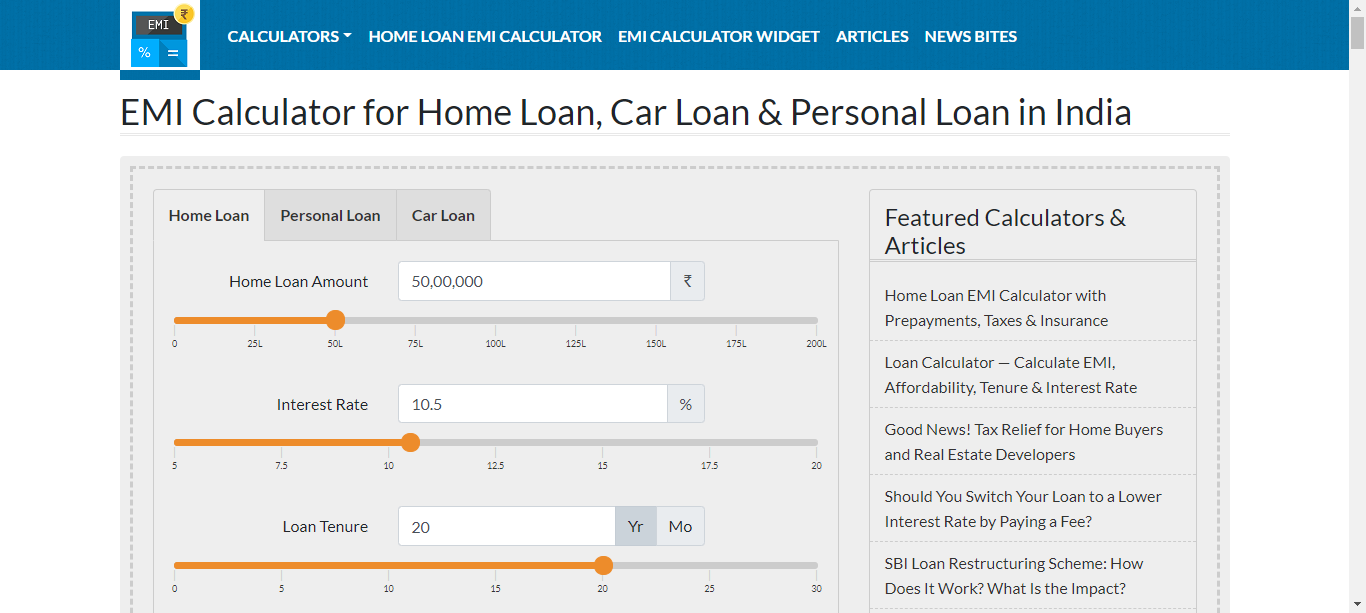 EMI ₹
% =
CALCULATORS HOME LOAN EMI CALCULATOR EMI CALCULATOR WIDGET ARTICLES NEWS BITES
EMI Calculator for Home Loan, Car Loan & Personal Loan in India
Home Loan Personal Loan Car Loan
Home Loan Amount 50,00,000 ₹
0 25L 50L 75L 100L 125L 150L 175L 200L
Interest Rate 10.5 %
5 7.5 10 12.5 15 17.5 20
Loan Tenure 20 Yr Mo
0 5 10 15 20 25 30
Featured Calculators &
Articles
Home Loan EMI Calculator with
Prepayments, Taxes & Insurance
Loan Calculator — Calculate EMI,
Affordability, Tenure & Interest Rate
Good News! Tax Relief for Home Buyers
and Real Estate Developers
Should You Switch Your Loan to a Lower
Interest Rate by Paying a Fee?
SBI Loan Restructuring Scheme: How
Does It Work? What Is the Impact?